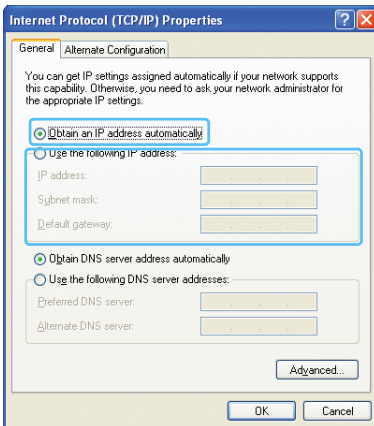 Internet Protocol (TCP/IP) Properties
General Alternate Configuration
You can get IP settings assigned automatically if your network supports
this capability. Otherwise, you need to ask your network administrator for
the appropriate IP settings.
Obtain an IP address automatically
Use the following IP address:
IP address:
Subnet mask:
Default gateway:
Obtain DNS server address automatically
Use the following DNS server addresses:
Preferred DNS server:
Alternate DNS server:
Advanced...
OK Cancel